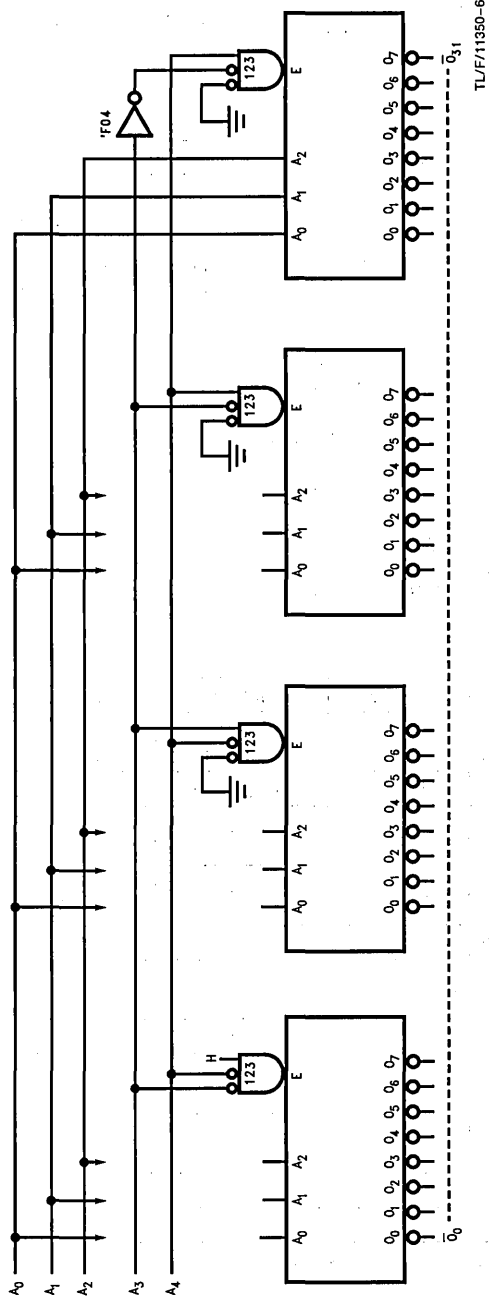 A₀
A₁
A₂
A₃
A₄
'F04
H
123
123
123
123
A₀ A₁ A₂ E
A₀ A₁ A₂ E
A₀ A₁ A₂ E
A₀ A₁ A₂ E
O₀ O₁ O₂ O₃ O₄ O₅ O₆ O₇
O₀ O₁ O₂ O₃ O₄ O₅ O₆ O₇
O₀ O₁ O₂ O₃ O₄ O₅ O₆ O₇
O₀ O₁ O₂ O₃ O₄ O₅ O₆ O₇
O̅₀
O̅₃₁
TL/F/11350-6